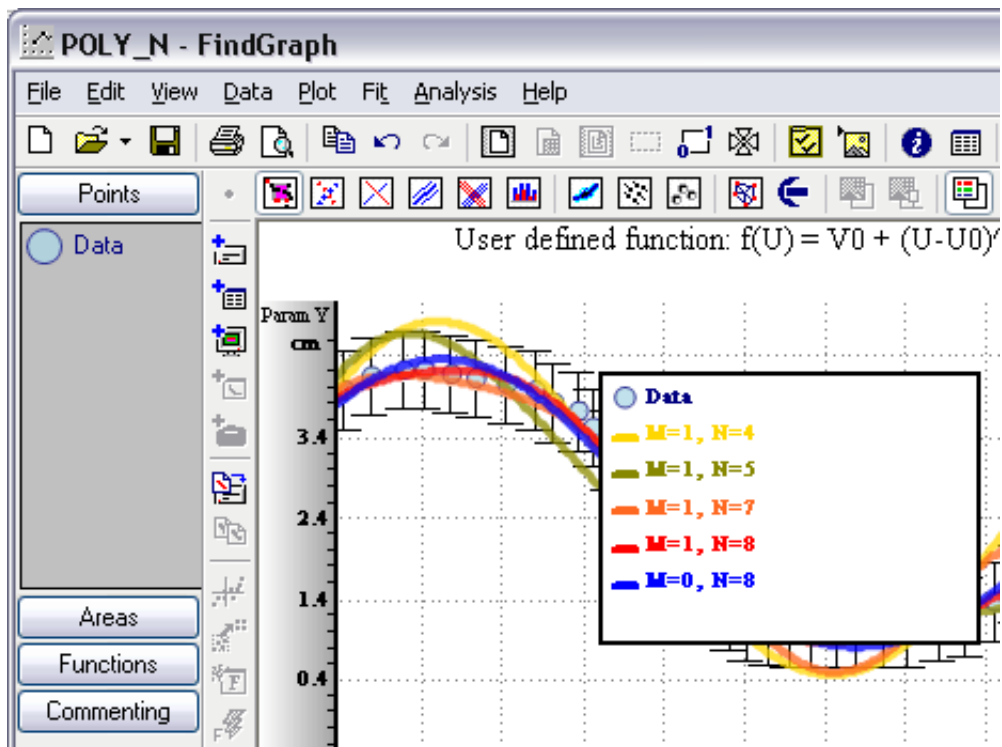 POLY_N - FindGraph
File Edit View Data Plot Fit Analysis Help
Points
Data
User defined function: f(U) = V0 + (U-U0)^
Param Y
cm
3.4
2.4
1.4
0.4
Data
M=1, N=4
M=1, N=5
M=1, N=7
M=1, N=8
M=0, N=8
Areas
Functions
Commenting